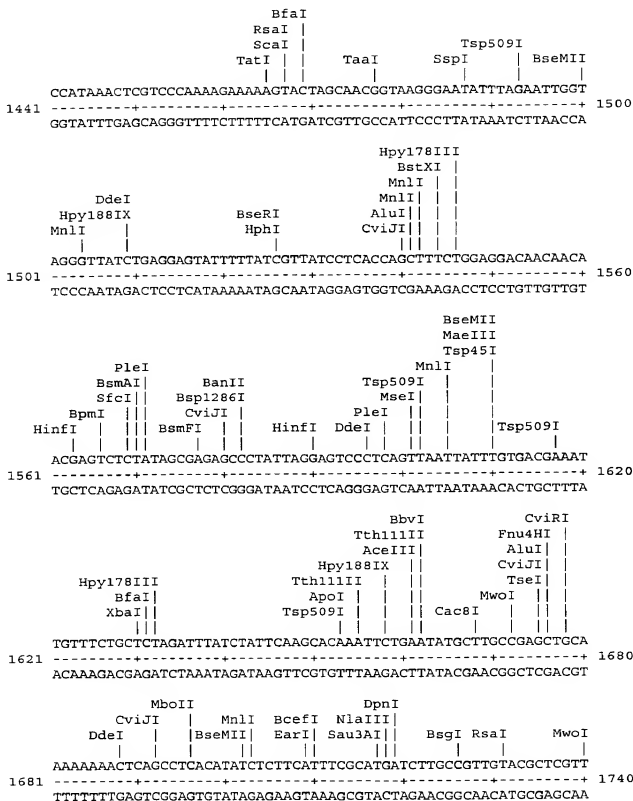 BfaI
RsaI
ScaI Tsp509I
TatI TaaI SspI BseMII
CCATAAACTCGTCCCAAAAGAAAAAGTACTAGCAACGGTAAGGGAATATTTAGAATTGGT
1441 ---------+---------+---------+---------+---------+---------+ 1500
GGTATTTGAGCAGGGTTTTCTTTTTCATGATCGTTGCCATTCCCTTATAAATCTTAACCA
Hpy178III
BstXI
MnlI
DdeI MnlI
Hpy188IX BseRI AluI
MnlI HphI CviJI
AGGGTTATCTGAGGAGTATTTTTATCGTTATCCTCACCAGCTTTCTGGAGGACAACAACA
1501 ---------+---------+---------+---------+---------+---------+ 1560
TCCCAATAGACTCCTCATAAAAATAGCAATAGGAGTGGTCGAAAGACCTCCTGTTGTTGT
BseMII
MaeIII
Tsp45I
PleI MnlI
BsmAI BanII Tsp509I
SfcI Bsp1286I MseI
BpmI CviJI PleI
HinfI BsmFI HinfI DdeI Tsp509I
ACGAGTCTCTATAGCGAGAGCCCTATTAGGAGTCCCTCAGTTAATTATTTGTGACGAAAT
1561 ---------+---------+---------+---------+---------+---------+ 1620
TGCTCAGAGATATCGCTCTCGGGATAATCCTCAGGGAGTCAATTAATAAACACTGCTTTA
BbvI CviRI
Tth111II Fnu4HI
AceIII AluI
Hpy188IX CviJI
Hpy178III Tth111II TseI
BfaI ApoI MwoI
XbaI Tsp509I Cac8I
TGTTTCTGCTCTAGATTTATCTATTCAAGCACAAATTCTGAATATGCTTGCCGAGCTGCA
1621 ---------+---------+---------+---------+---------+---------+ 1680
ACAAAGACGAGATCTAAATAGATAAGTTCGTGTTTAAGACTTATACGAACGGCTCGACGT
MboII DpnI
CviJI MnlI BcefI NlaIII
DdeI BseMII EarI Sau3AI BsgI RsaI MwoI
AAAAAAACTCAGCCTCACATATCTCTTCATTTCGCATGATCTTGCCGTTGTACGCTCGTT
1681 ---------+---------+---------+---------+---------+---------+ 1740
TTTTTTTGAGTCGGAGTGTATAGAGAAGTAAAGCGTACTAGAACGGCAACATGCGAGCAA